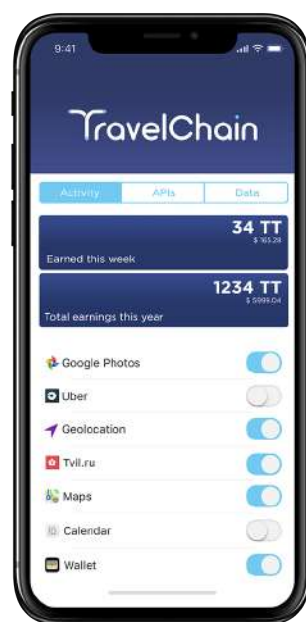 9:41
TravelChain
Activity APIs Data
34 TT
$ 165.28
Earned this week
1234 TT
$ 5999.04
Total earnings this year
Google Photos
Uber
Geolocation
Tvil.ru
Maps
Calendar
Wallet